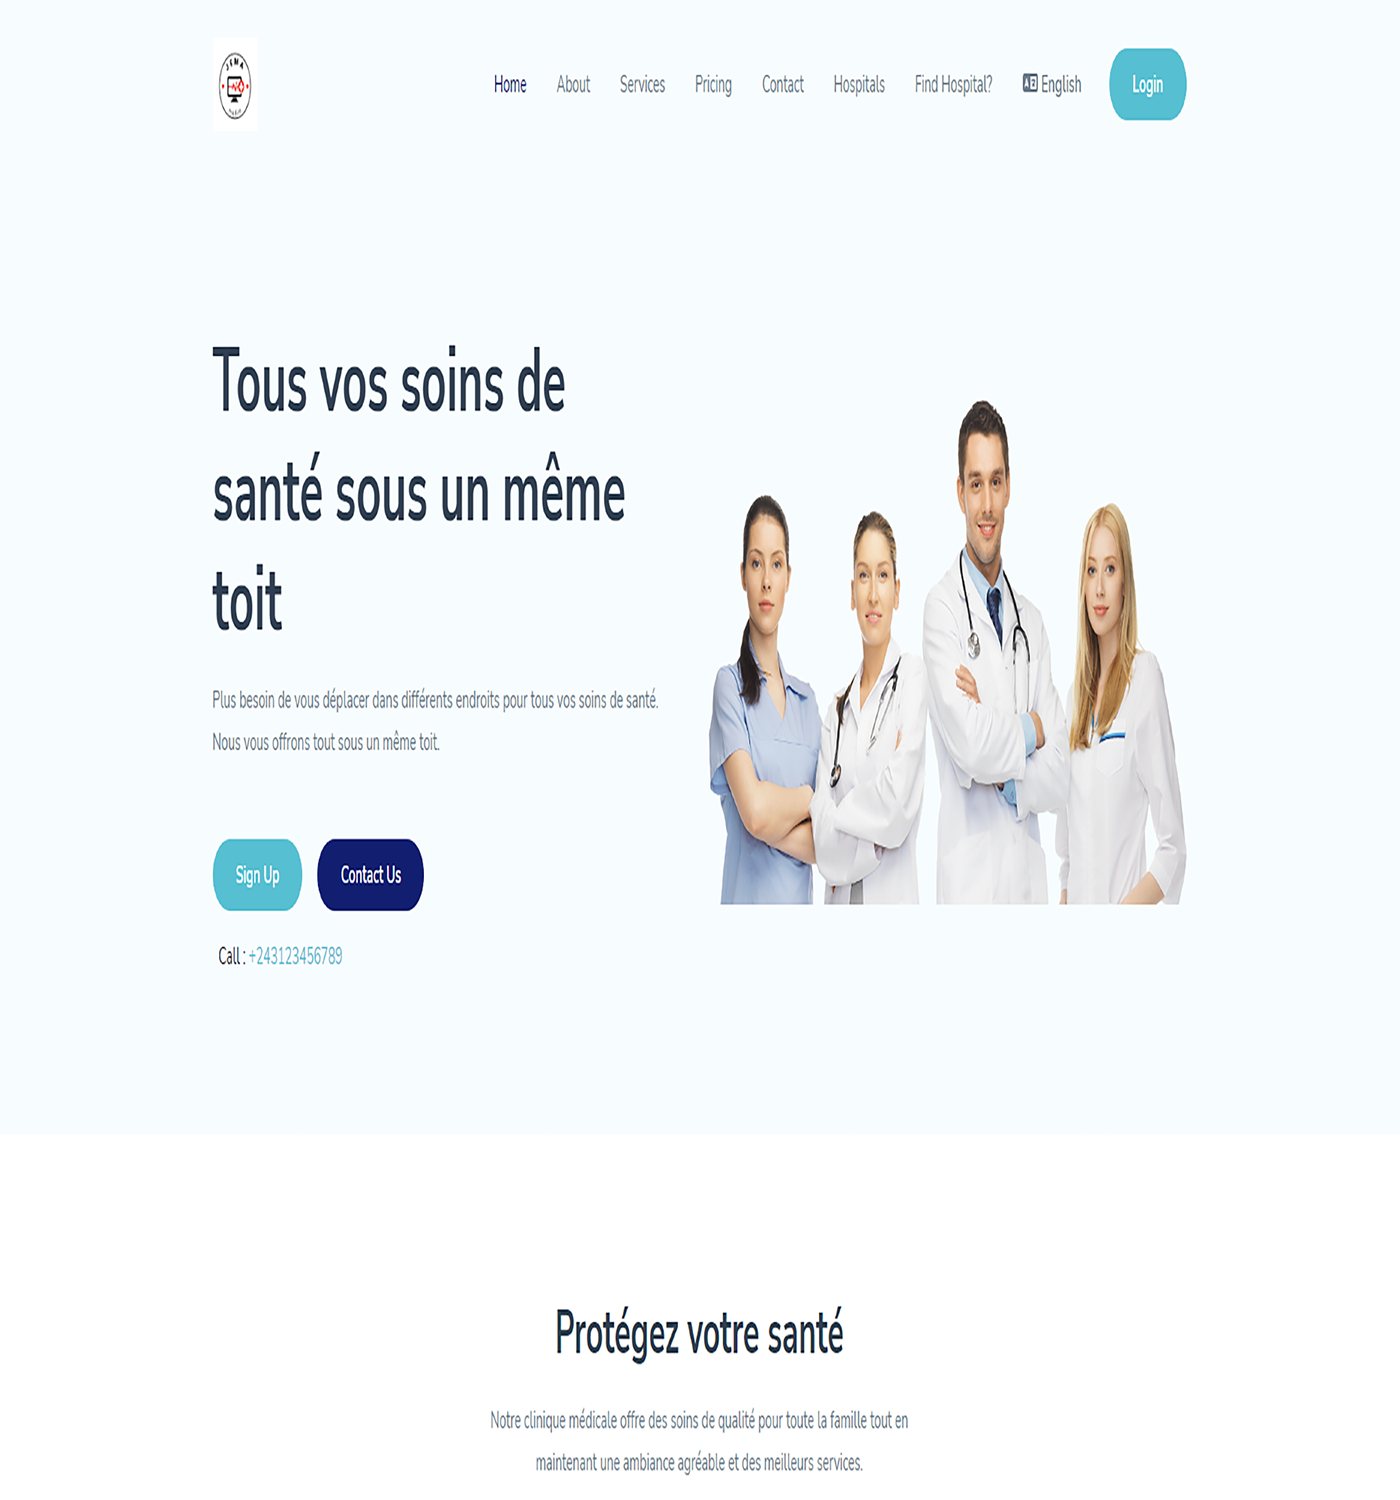 JEMA
Home About Services Pricing Contact Hospitals Find Hospital? English Login
Tous vos soins de
santé sous un même
toit
Plus besoin de vous déplacer dans différents endroits pour tous vos soins de santé.
Nous vous offrons tout sous un même toit.
Sign Up Contact Us
Call : +243123456789
Protégez votre santé
Notre clinique médicale offre des soins de qualité pour toute la famille tout en
maintenant une ambiance agréable et des meilleurs services.